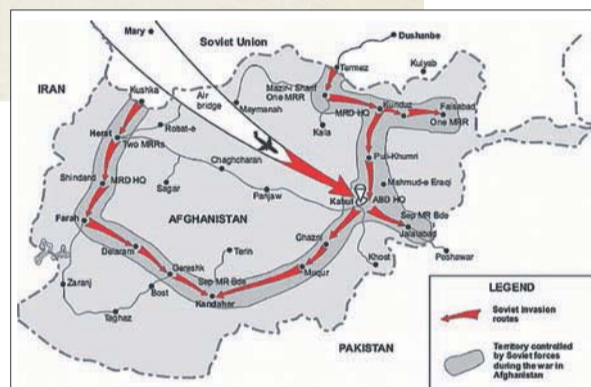 Mary
Soviet Union
Dushanbe
IRAN
Kushka
Air
bridge
Termez
Kulyab
Mazir-i Sharif
One MRR
Maymanah
MRD HQ
Kunduz
Faisabad
One MRR
Herat
Robat-e
Two MRRs
Kala
Chaghcharan
Pul-i-Khumri
Shindand
MRD HQ
Sagar
Panjaw
Mahmud-e Eraqi
Kabul
ABD HQ
Farah
AFGHANISTAN
Sep MR Bde
Jalalabad
Ghazni
Peshawar
Delaram
Terin
Khost
Gereshk
Sep MR Bde
Muqur
Zaranj
Bost
Kandahar
Taghaz
PAKISTAN
LEGEND
Soviet invasion
routes
Territory controlled
by Soviet forces
during the war in
Afghanistan